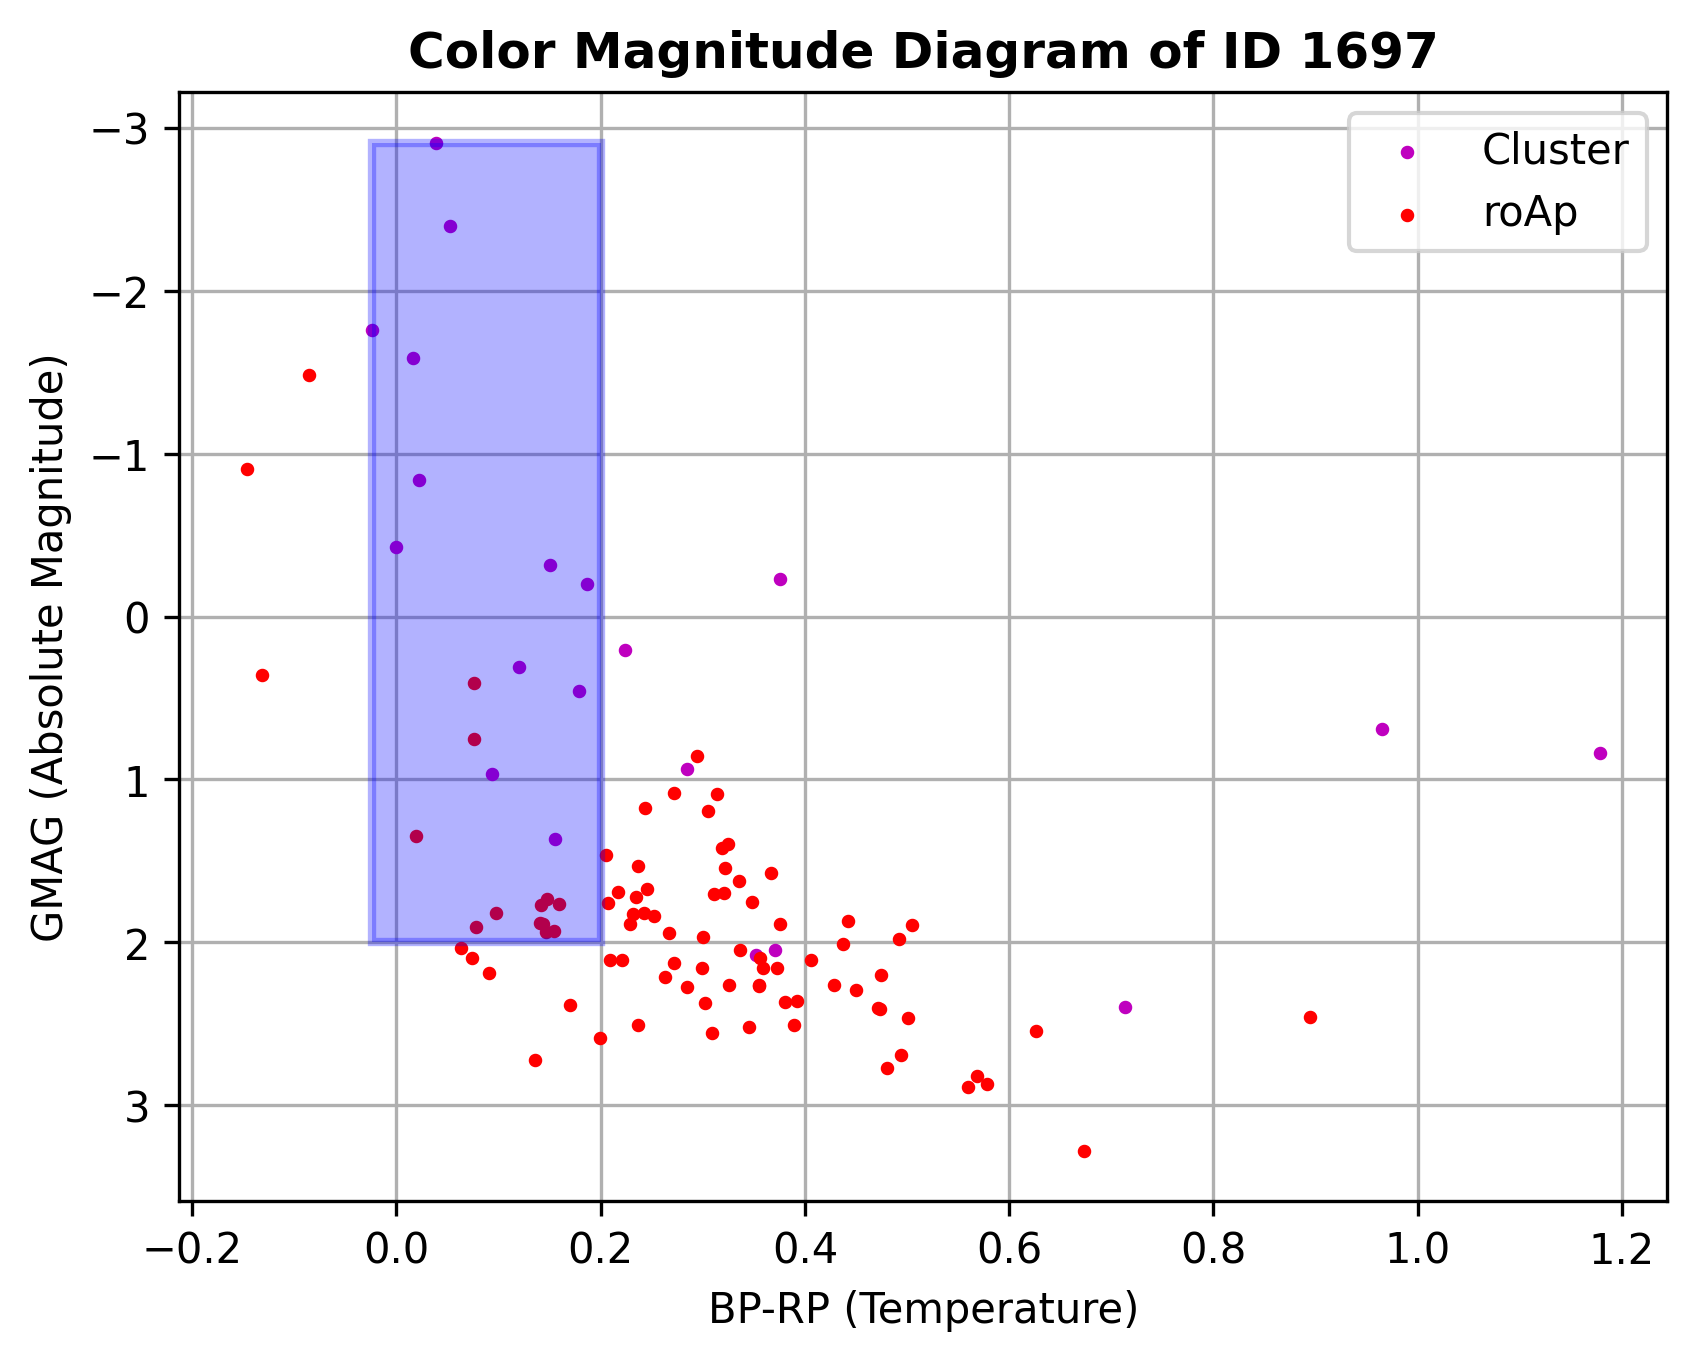 Color Magnitude Diagram of ID 1697
Cluster
roAp
−3
−2
−1
0
1
2
3
GMAG (Absolute Magnitude)
−0.2 0.0 0.2 0.4 0.6 0.8 1.0 1.2
BP-RP (Temperature)